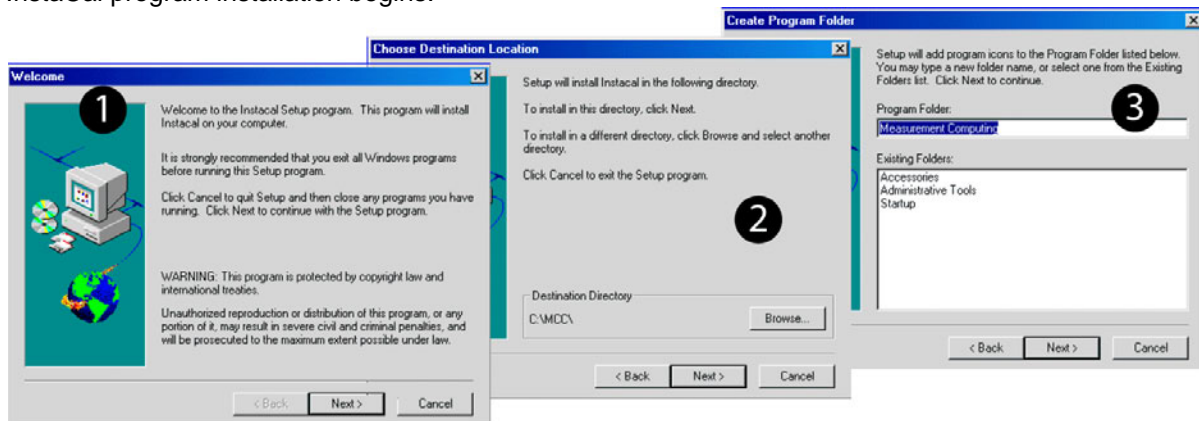 InstaCal program installation begins.
Welcome
1
Welcome to the Instacal Setup program. This program will install
Instacal on your computer.
It is strongly recommended that you exit all Windows programs
before running this Setup program.
Click Cancel to quit Setup and then close any programs you have
running. Click Next to continue with the Setup program.
WARNING: This program is protected by copyright law and
international treaties.
Unauthorized reproduction or distribution of this program, or any
portion of it, may result in severe civil and criminal penalties, and
will be prosecuted to the maximum extent possible under law.
< Back
Next >
Cancel
Choose Destination Location
Setup will install Instacal in the following directory.
To install in this directory, click Next.
To install in a different directory, click Browse and select another
directory.
Click Cancel to exit the Setup program.
2
Destination Directory
C:\MCC\
Browse...
< Back
Next >
Cancel
Create Program Folder
Setup will add program icons to the Program Folder listed below.
You may type a new folder name, or select one from the Existing
Folders list. Click Next to continue.
3
Program Folder:
Measurement Computing
Existing Folders:
Accessories
Administrative Tools
Startup
< Back
Next >
Cancel